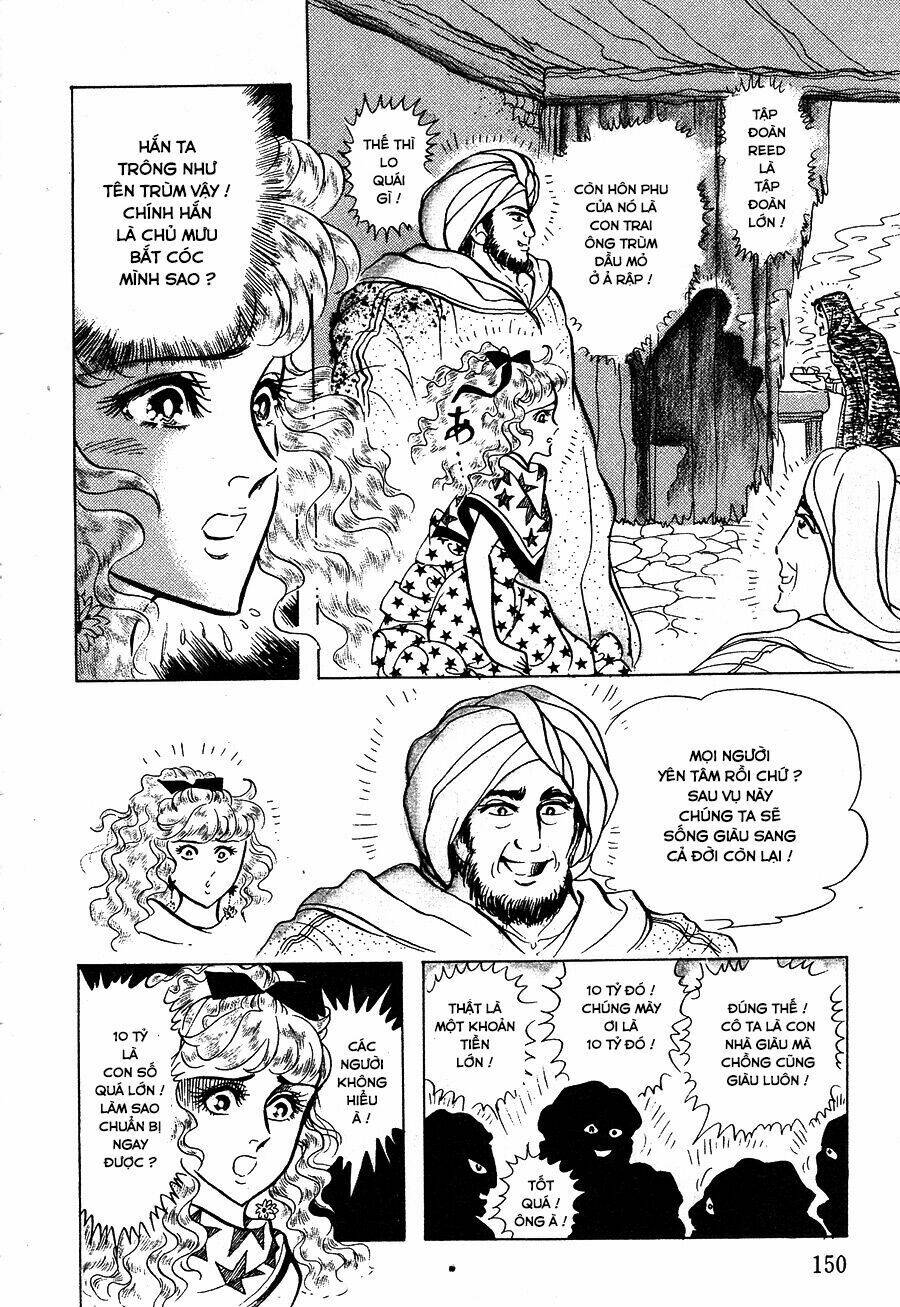 TẬP
ĐOÀN
REED
LÀ
TẬP
ĐOÀN
LỚN !
CÒN HÔN PHU
CỦA NÓ LÀ
CON TRAI
ÔNG TRÙM
DẦU MỎ
Ở Ả RẬP !
THẾ THÌ
LO
QUÁI
GÌ !
あ
HẮN TA
TRÔNG NHƯ
TÊN TRÙM VẬY !
CHÍNH HẮN
LÀ CHỦ MƯU
BẮT CÓC
MÌNH SAO ?
MỌI NGƯỜI
YÊN TÂM RỒI CHỨ ?
SAU VỤ NÀY
CHÚNG TA SẼ
SỐNG GIÀU SANG
CẢ ĐỜI CÒN LẠI !
ĐÚNG THẾ !
CÔ TA LÀ CON
NHÀ GIÀU MÀ
CHỒNG CŨNG
GIÀU LUÔN !
10 TỶ ĐÓ !
CHÚNG MÀY
ƠI LÀ
10 TỶ ĐÓ !
THẬT LÀ
MỘT KHOẢN
TIỀN
LỚN !
TỐT
QUÁ !
ÔNG À !
CÁC
NGƯƠI
KHÔNG
HIỂU
À !
10 TỶ
LÀ
CON SỐ
QUÁ LỚN !
LÀM SAO
CHUẨN BỊ
NGAY
ĐƯỢC ?
150